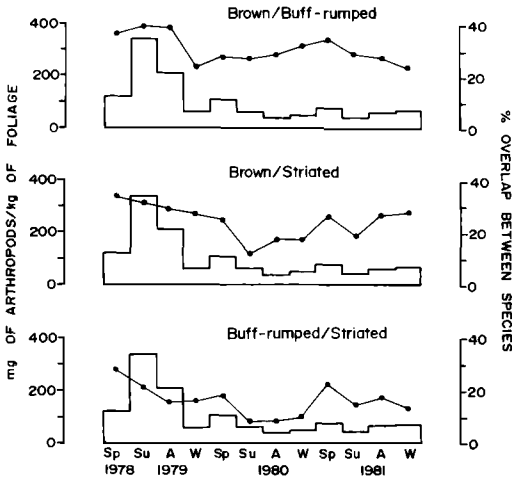 Brown/Buff-rumped
400
200
0
40
20
0
Brown/Striated
400
200
0
40
20
0
Buff-rumped/Striated
400
200
0
40
20
0
mg OF ARTHROPODS/kg OF FOLIAGE
% OVERLAP BETWEEN SPECIES
Sp Su A W Sp Su A W Sp Su A W
1978 1979 1980 1981